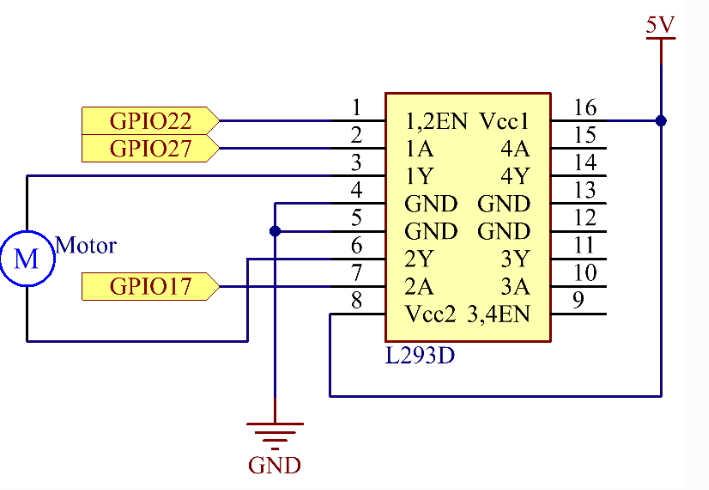 5V
1 16
GPIO22 1,2EN Vcc1
2 15
GPIO27 1A 4A
3 14
1Y 4Y
4 13
GND GND
5 12
GND GND
Motor
6 11
M 2Y 3Y
7 10
GPIO17 2A 3A
8 9
Vcc2 3,4EN
L293D
GND